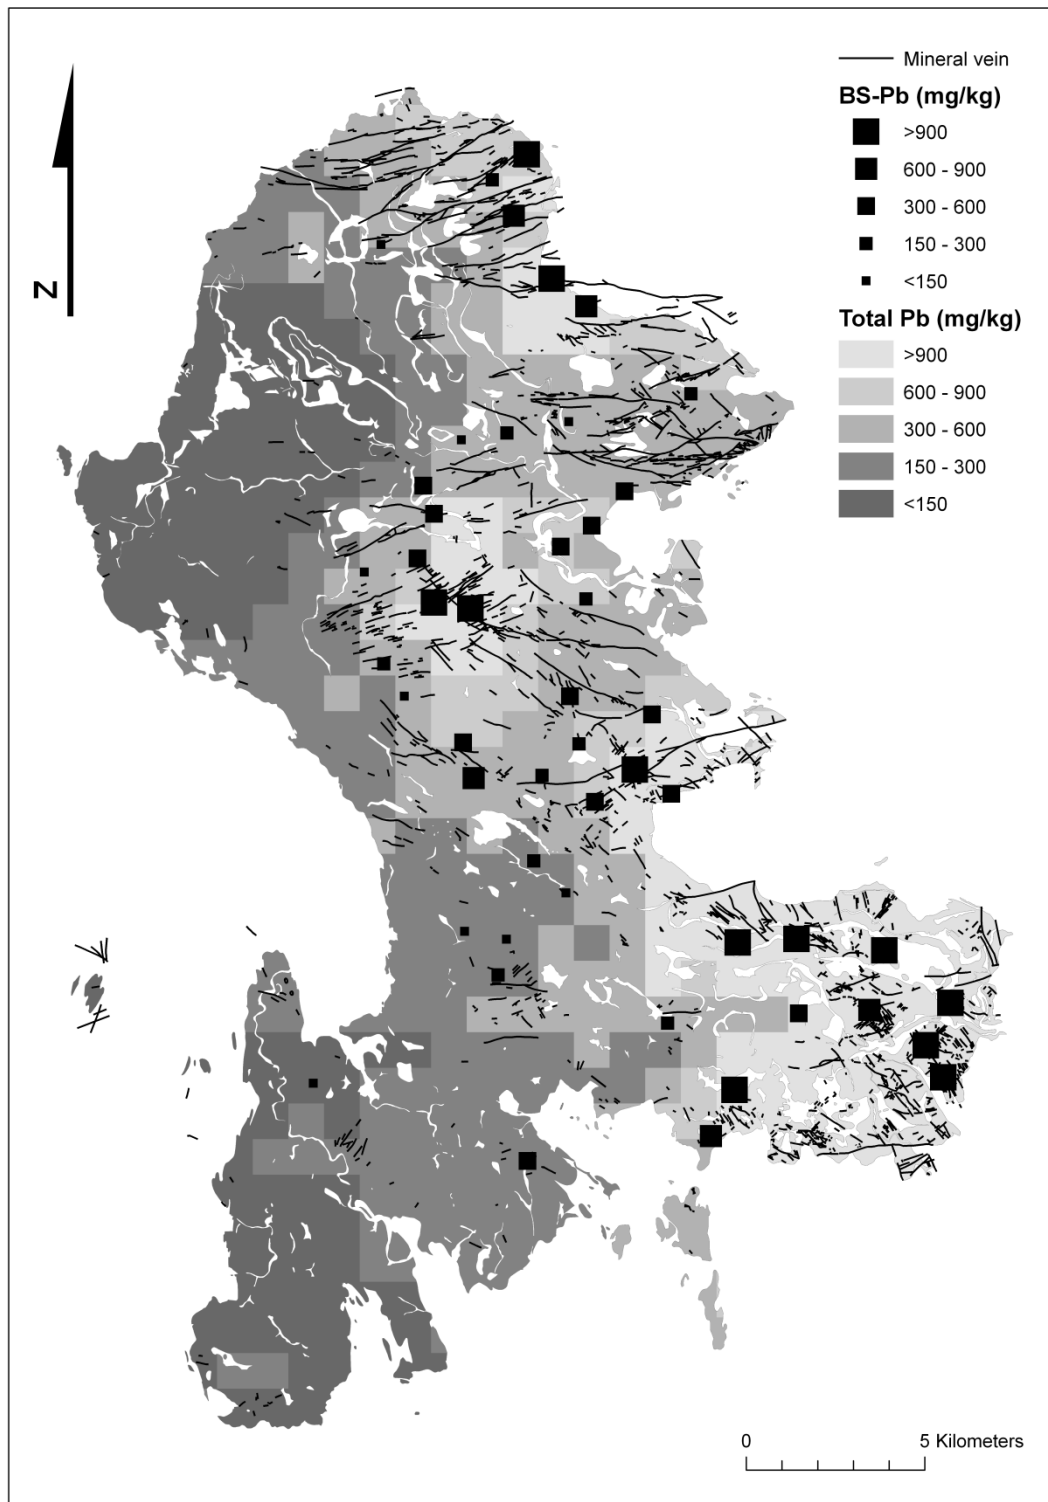 Mineral vein
BS-Pb (mg/kg)
>900
600 - 900
300 - 600
150 - 300
<150
Total Pb (mg/kg)
>900
600 - 900
300 - 600
150 - 300
<150
N
0 5 Kilometers